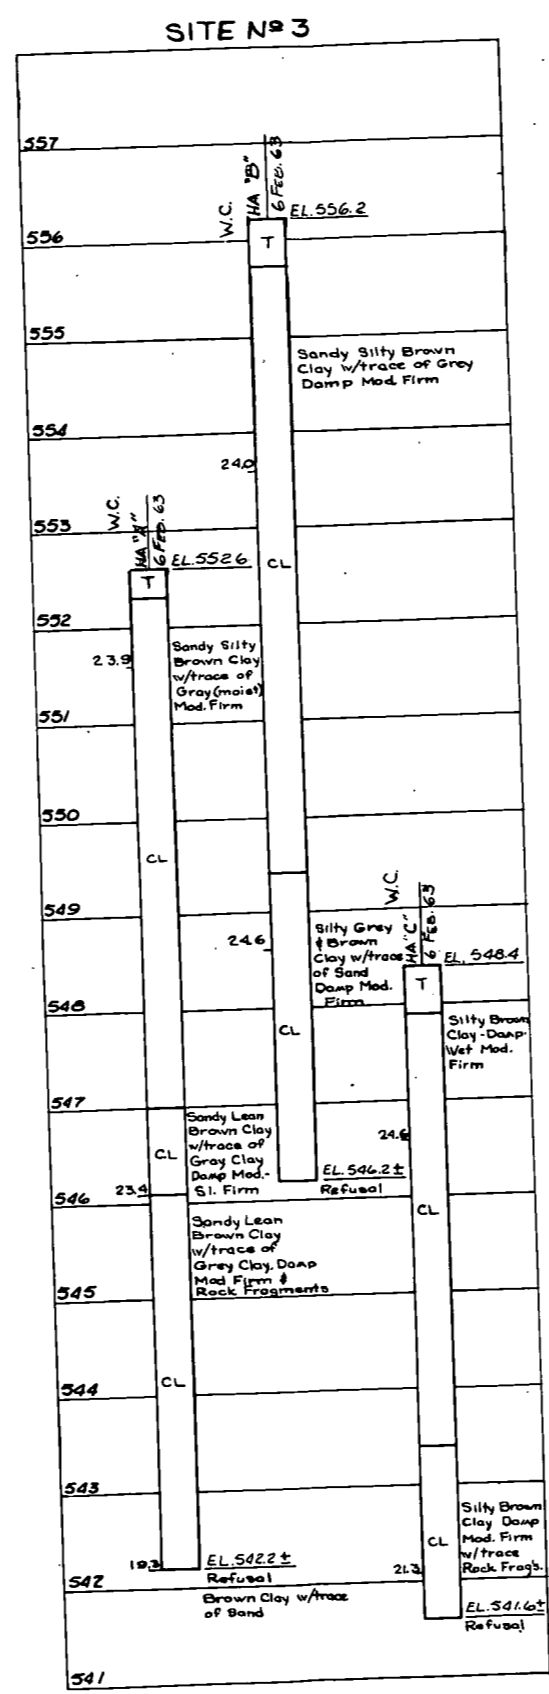 SITE Nº 3
557
556
555
554
553
552
551
550
549
548
547
546
545
544
543
542
541
W.C.
HA "B"
6 FEB. 63
EL. 556.2
T
Sandy Silty Brown
Clay w/trace of Grey
Damp Mod. Firm
24.0
CL
24.6
Silty Grey
& Brown
Clay w/trace
of Sand
Damp Mod.
Firm
CL
EL. 546.2 ±
Refusal
W.C.
HA "A"
6 FEB. 63
EL. 552.6
T
23.9
Sandy Silty
Brown Clay
w/trace of
Gray (moist)
Mod. Firm
CL
Sandy Lean
Brown Clay
w/trace of
Gray Clay
Damp Mod.-
Sl. Firm
CL
23.4
Sandy Lean
Brown Clay
w/trace of
Grey Clay, Damp
Mod Firm &
Rock Fragments
CL
19.3
EL. 542.2 ±
Refusal
Brown Clay w/trace
of Sand
W.C.
HA "C"
6 FEB. 63
EL. 548.4
T
Silty Brown
Clay - Damp-
Wet Mod.
Firm
24.6
CL
Silty Brown
Clay Damp
Mod. Firm
w/trace
Rock Frag's.
CL
21.3
EL. 541.6 ±
Refusal